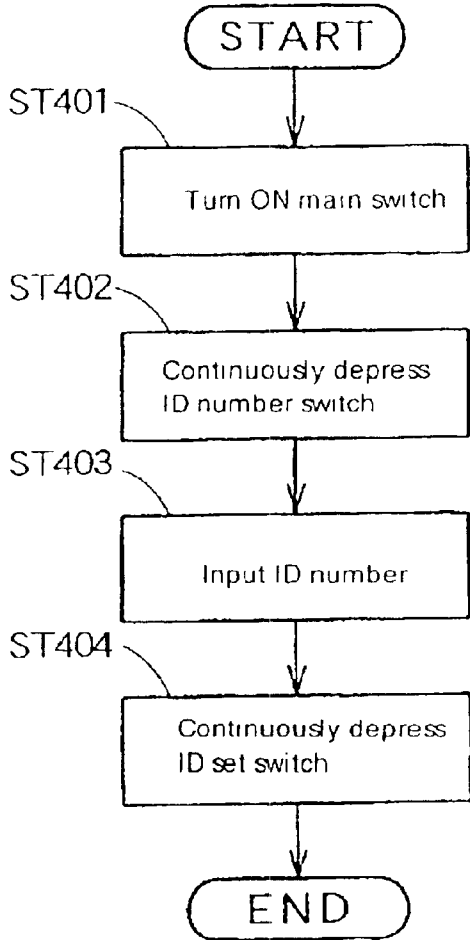 START
ST401
Turn ON main switch
ST402
Continuously depress
ID number switch
ST403
Input ID number
ST404
Continuously depress
ID set switch
END